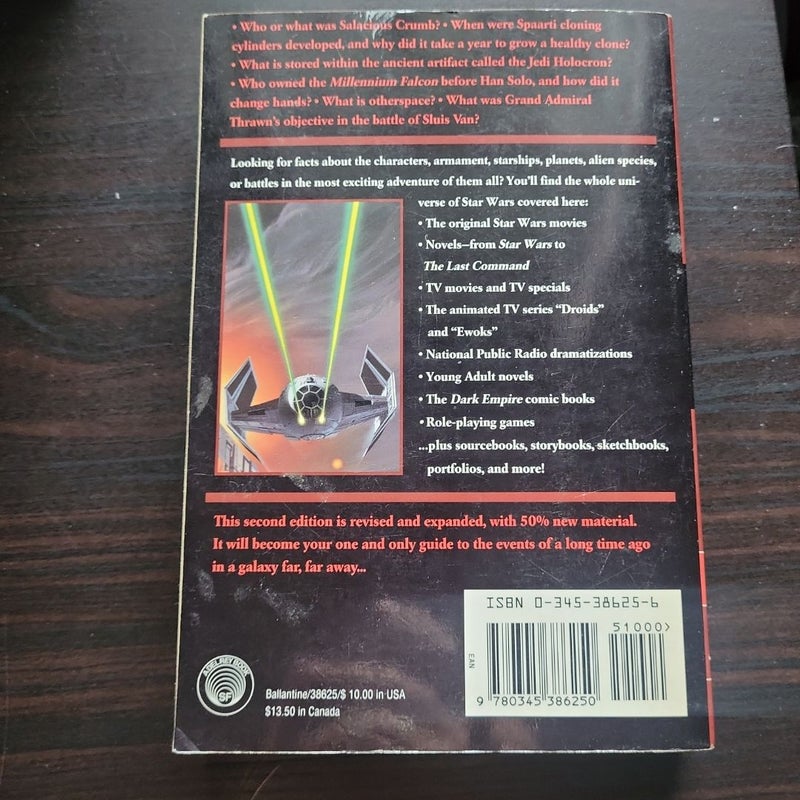 • Who or what was Salacious Crumb? • When were Spaarti cloning
cylinders developed, and why did it take a year to grow a healthy clone?
• What is stored within the ancient artifact called the Jedi Holocron?
• Who owned the Millennium Falcon before Han Solo, and how did it
change hands? • What is otherspace? • What was Grand Admiral
Thrawn's objective in the battle of Sluis Van?
Looking for facts about the characters, armament, starships, planets, alien species,
or battles in the most exciting adventure of them all? You'll find the whole uni-
verse of Star Wars covered here:
• The original Star Wars movies
• Novels—from Star Wars to
The Last Command
• TV movies and TV specials
• The animated TV series "Droids"
and "Ewoks"
• National Public Radio dramatizations
• Young Adult novels
• The Dark Empire comic books
• Role-playing games
...plus sourcebooks, storybooks, sketchbooks,
portfolios, and more!
This second edition is revised and expanded, with 50% new material.
It will become your one and only guide to the events of a long time ago
in a galaxy far, far away...
ISBN 0-345-38625-6
51000>
EAN
9 780345 386250
A DEL REY BOOK
SF
Ballantine/38625/$ 10.00 in USA
$13.50 in Canada